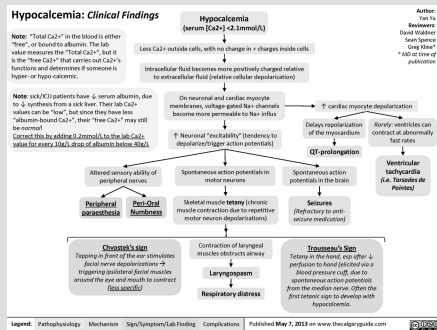 Hypocalcemia: Clinical Findings
Note: "Total Ca2+" in the blood is either
"free", or bound to albumin. The lab
value measures the "Total Ca2+", but it
is the "free Ca2+" that carries out Ca2+'s
functions and determines if someone is
hyper- or hypo-calcemic.
Note: sick/ICU patients have ↓ serum albumin, due
to ↓ synthesis from a sick liver. Their lab Ca2+
values can be "low", but since they have less
"albumin-bound Ca2+", their "free Ca2+" may still
be normal!
Correct this by adding 0.2mmol/L to the lab Ca2+
value for every 10g/L drop of albumin below 40g/L
Hypocalcemia
(serum [Ca2+] <2.1mmol/L)
Author:
Yan Yu
Reviewers:
David Waldner
Sean Spence
Greg Kline*
* MD at time of
publication
Less Ca2+ outside cells, with no change in + charges inside cells
Intracellular fluid becomes more positively charged relative
to extracellular fluid (relative cellular depolarization)
On neuronal and cardiac myocyte
membranes, voltage-gated Na+ channels
become more permeable to Na+ influx
↑ cardiac myocyte depolarization
Delays repolarization
of the myocardium
QT-prolongation
Rarely: ventricles can
contract at abnormally
fast rates
Ventricular
tachycardia
(i.e. Torsades de
Pointes)
↑ Neuronal "excitability" (tendency to
depolarize/trigger action potentials)
Altered sensory ability of
peripheral nerves
Peripheral
paraesthesia
Peri-Oral
Numbness
Spontaneous action potentials in
motor neurons
Skeletal muscle tetany (chronic
muscle contraction due to repetitive
motor neuron depolarizations)
Spontaneous action
potentials in the brain
Seizures
(Refractory to anti-
seizure medication)
Chvostek's sign
Tapping in front of the ear stimulates
facial nerve depolarizations →
triggering ipsilateral facial muscles
around the eye and mouth to contract
(less specific)
Contraction of laryngeal
muscles obstructs airway
Laryngospasm
Respiratory distress
Trousseau's Sign
Tetany in the hand, esp after ↓
perfusion to hand (elicited via a
blood pressure cuff, due to
spontaneous action potentials
from the median nerve. Often the
first tetanic sign to develop with
hypocalcemia.
Legend: Pathophysiology Mechanism Sign/Symptom/Lab Finding Complications Published May 7, 2013 on www.thecalgaryguide.com